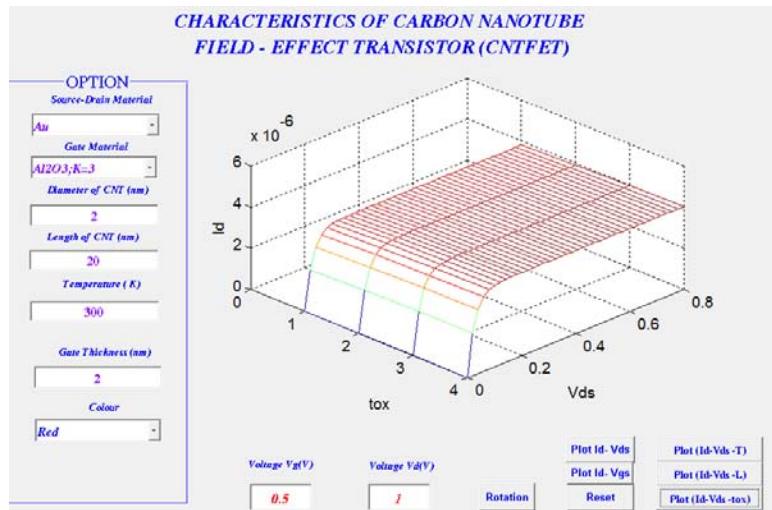 CHARACTERISTICS OF CARBON NANOTUBE
FIELD - EFFECT TRANSISTOR (CNTFET)
OPTION
Source-Drain Material
Au
Gate Material
Al2O3;K=3
Diameter of CNT (nm)
2
Length of CNT (nm)
20
Temperature ( K)
300
Gate Thickness (nm)
2
Colour
Red
x 10 -6
6
4
2
0
Id
0
1
2
3
4
tox
0
0.2
0.4
0.6
0.8
Vds
Voltage Vg(V)
0.5
Voltage Vd(V)
1
Rotation
Plot Id- Vds
Plot Id- Vgs
Reset
Plot (Id-Vds -T)
Plot (Id-Vds -L)
Plot (Id-Vds -tox)